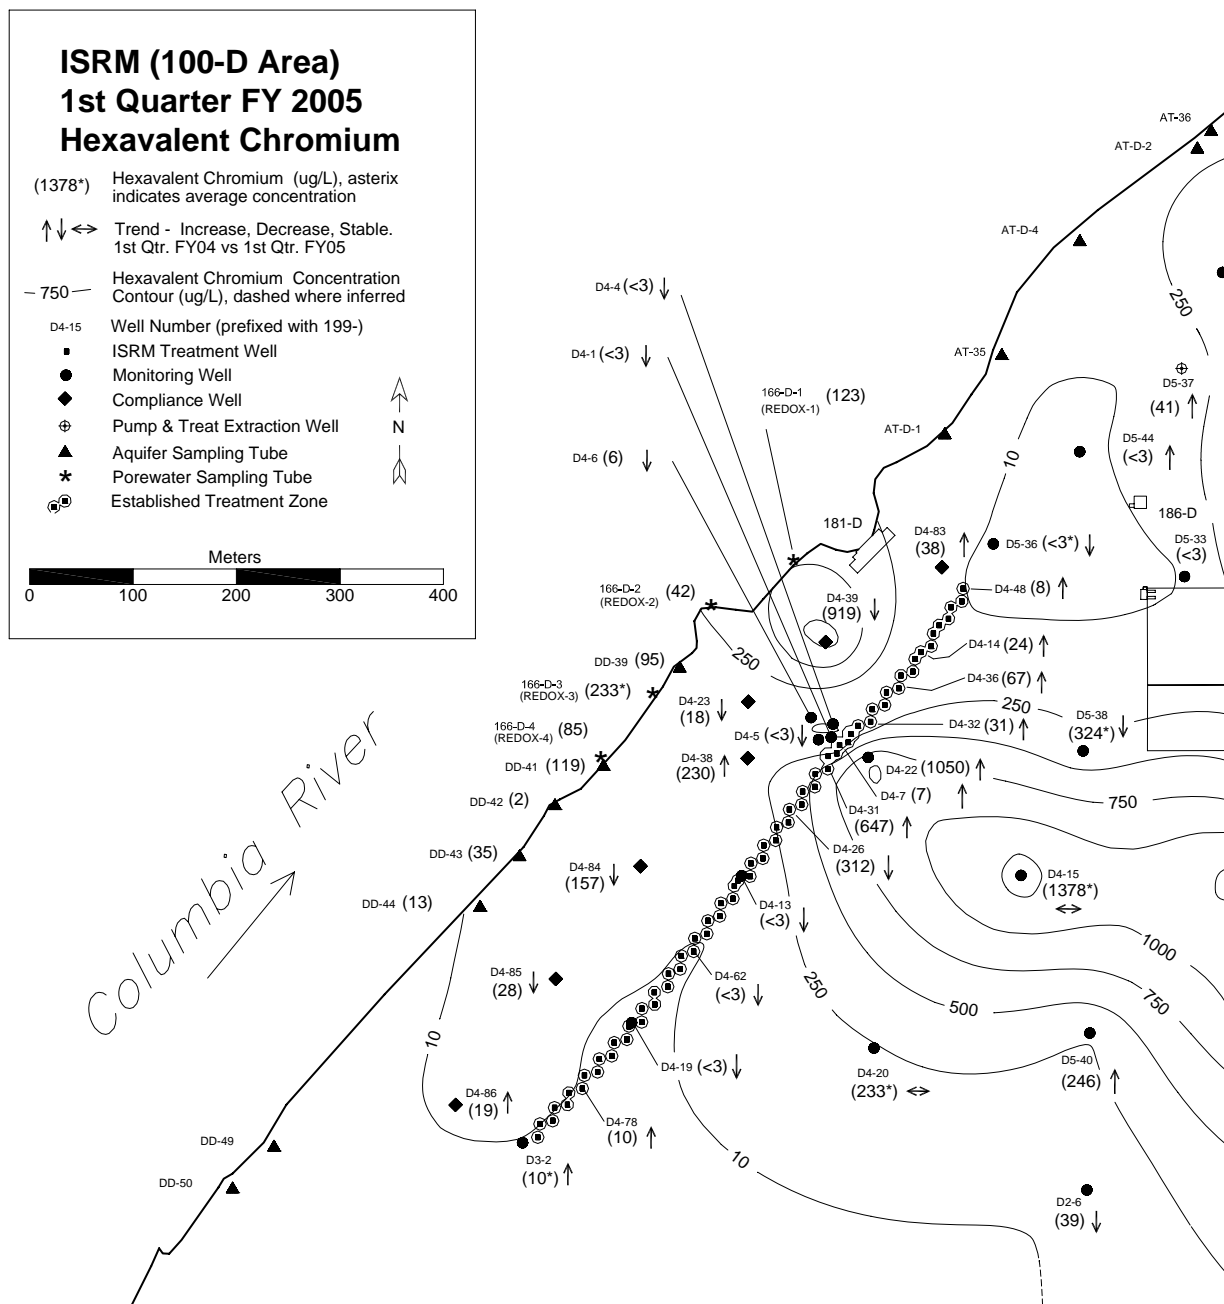 ISRM (100-D Area)
1st Quarter FY 2005
Hexavalent Chromium
(1378*) Hexavalent Chromium (ug/L), asterix
indicates average concentration
Trend - Increase, Decrease, Stable.
1st Qtr. FY04 vs 1st Qtr. FY05
750 Hexavalent Chromium Concentration
Contour (ug/L), dashed where inferred
D4-15 Well Number (prefixed with 199-)
ISRM Treatment Well
Monitoring Well
Compliance Well
Pump & Treat Extraction Well
N
Aquifer Sampling Tube
Porewater Sampling Tube
Established Treatment Zone
Meters
0 100 200 300 400
AT-36
AT-D-2
AT-D-4
D4-4 (<3)
250
D4-1 (<3)
AT-35
D5-37
(41)
166-D-1
(REDOX-1) (123)
AT-D-1
D5-44
(<3)
D4-6 (6)
10
181-D
186-D
D4-83
(38)
D5-36 (<3*)
D5-33
(<3)
166-D-2
(REDOX-2) (42)
D4-39
(919)
D4-48 (8)
DD-39 (95)
250
D4-14 (24)
166-D-3
(REDOX-3) (233*)
D4-36 (67)
D4-23
(18)
250
D5-38
(324*)
166-D-4
(REDOX-4) (85)
D4-5 (<3)
D4-32 (31)
DD-41 (119)
D4-38
(230)
D4-22 (1050)
D4-7 (7)
750
DD-42 (2)
D4-31
(647)
DD-43 (35)
D4-26
(312)
D4-84
(157)
D4-15
(1378*)
DD-44 (13)
D4-13
(<3)
1000
Columbia River
D4-85
(28)
D4-62
(<3)
250
500
750
10
D4-19 (<3)
D4-20
(233*)
D5-40
(246)
D4-86
(19)
D4-78
(10)
DD-49
D3-2
(10*)
10
DD-50
D2-6
(39)